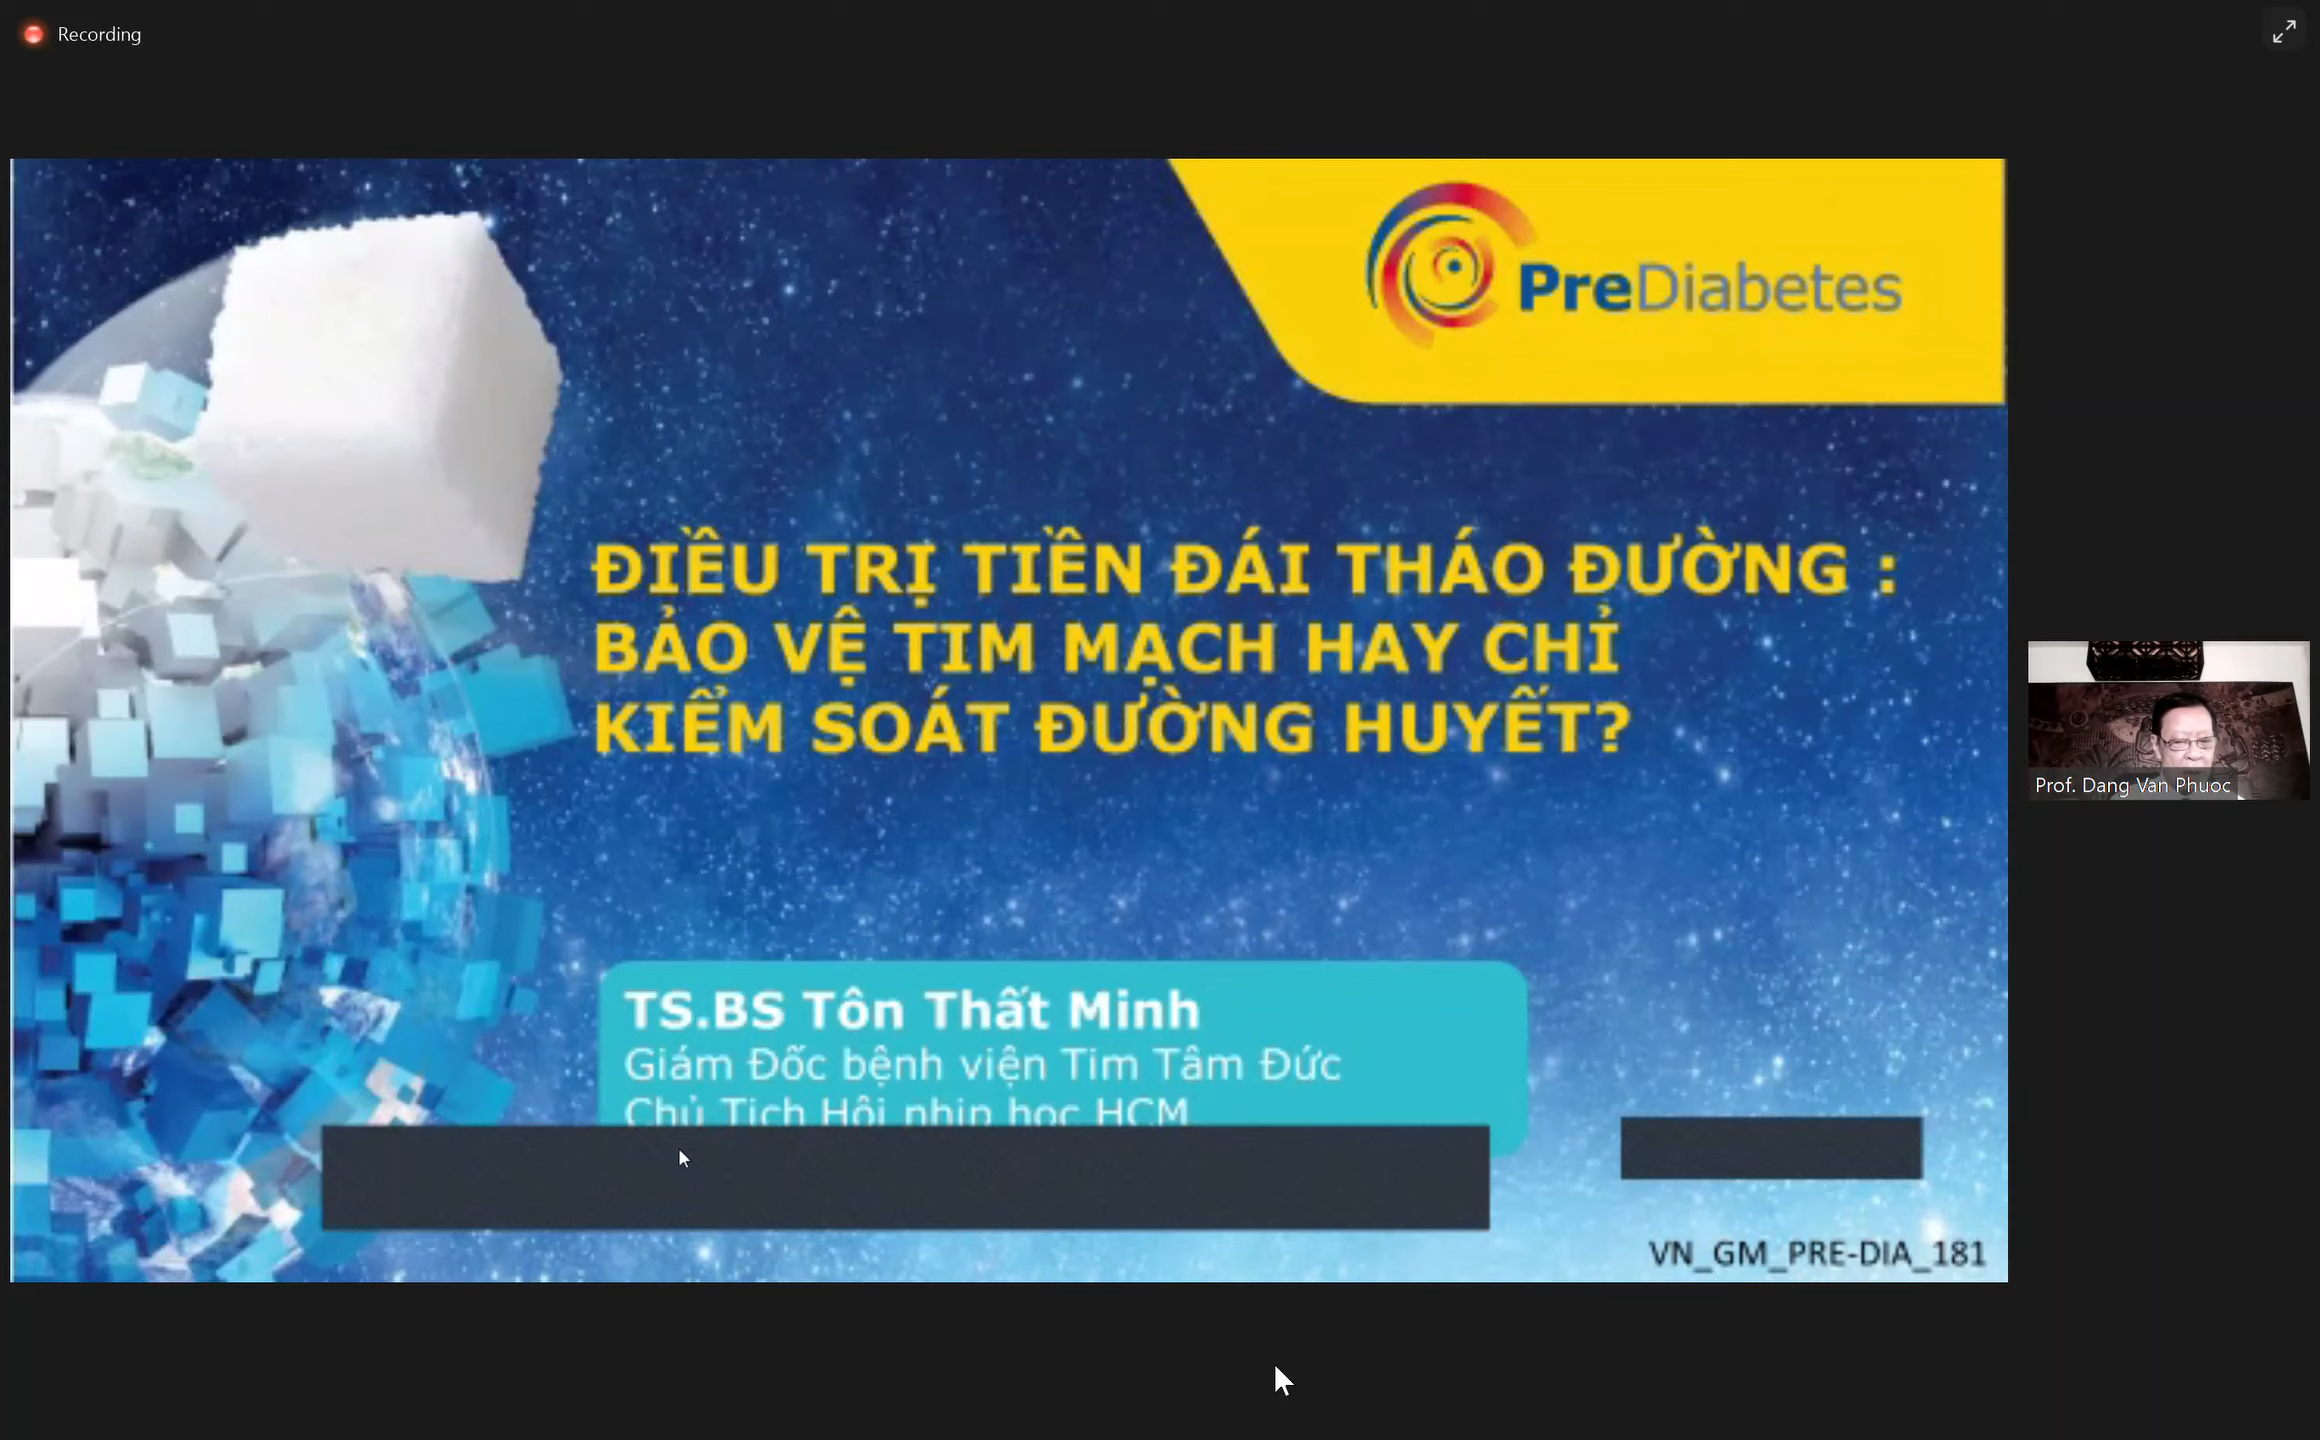 Recording
PreDiabetes
ĐIỀU TRỊ TIỀN ĐÁI THÁO ĐƯỜNG :
BẢO VỆ TIM MẠCH HAY CHỈ
KIỂM SOÁT ĐƯỜNG HUYẾT?
Prof. Dang Van Phuoc
TS.BS Tôn Thất Minh
Giám Đốc bệnh viện Tim Tâm Đức
Chủ Tịch Hội nhịp học HCM
VN_GM_PRE-DIA_181